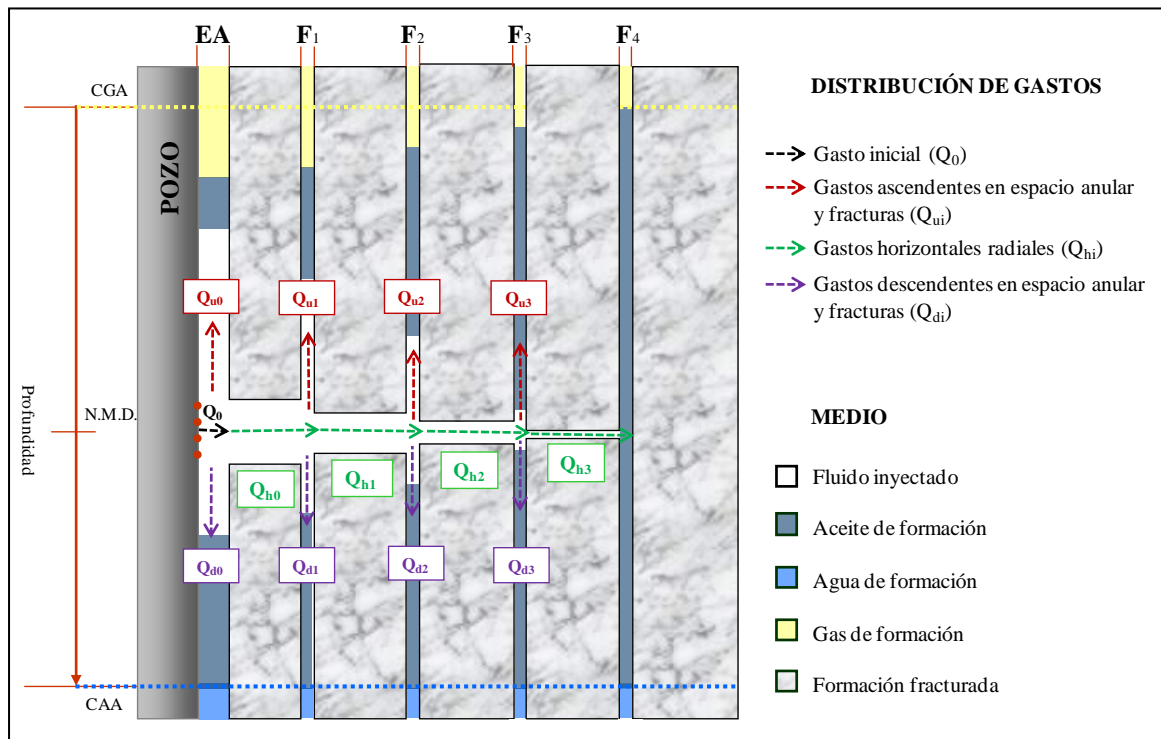 EA F1 F2 F3 F4
CGA
POZO
Profundidad
N.M.D.
CAA
Q0
Qu0 Qu1 Qu2 Qu3
Qh0 Qh1 Qh2 Qh3
Qd0 Qd1 Qd2 Qd3
DISTRIBUCIÓN DE GASTOS
Gasto inicial (Q0)
Gastos ascendentes en espacio anular
y fracturas (Qui)
Gastos horizontales radiales (Qhi)
Gastos descendentes en espacio anular
y fracturas (Qdi)
MEDIO
Fluido inyectado
Aceite de formación
Agua de formación
Gas de formación
Formación fracturada